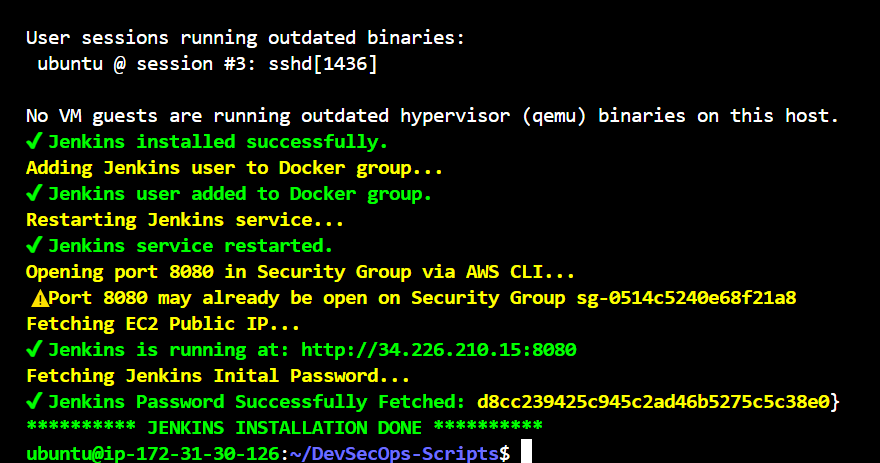 User sessions running outdated binaries:
 ubuntu @ session #3: sshd[1436]
No VM guests are running outdated hypervisor (qemu) binaries on this host.
✔Jenkins installed successfully.
Adding Jenkins user to Docker group...
✔Jenkins user added to Docker group.
Restarting Jenkins service...
✔Jenkins service restarted.
Opening port 8080 in Security Group via AWS CLI...
⚠Port 8080 may already be open on Security Group sg-0514c5240e68f21a8
Fetching EC2 Public IP...
✔Jenkins is running at: http://34.226.210.15:8080
Fetching Jenkins Inital Password...
✔Jenkins Password Successfully Fetched: d8cc239425c945c2ad46b5275c5c38e0}
********** JENKINS INSTALLATION DONE **********
ubuntu@ip-172-31-30-126:~/DevSecOps-Scripts$